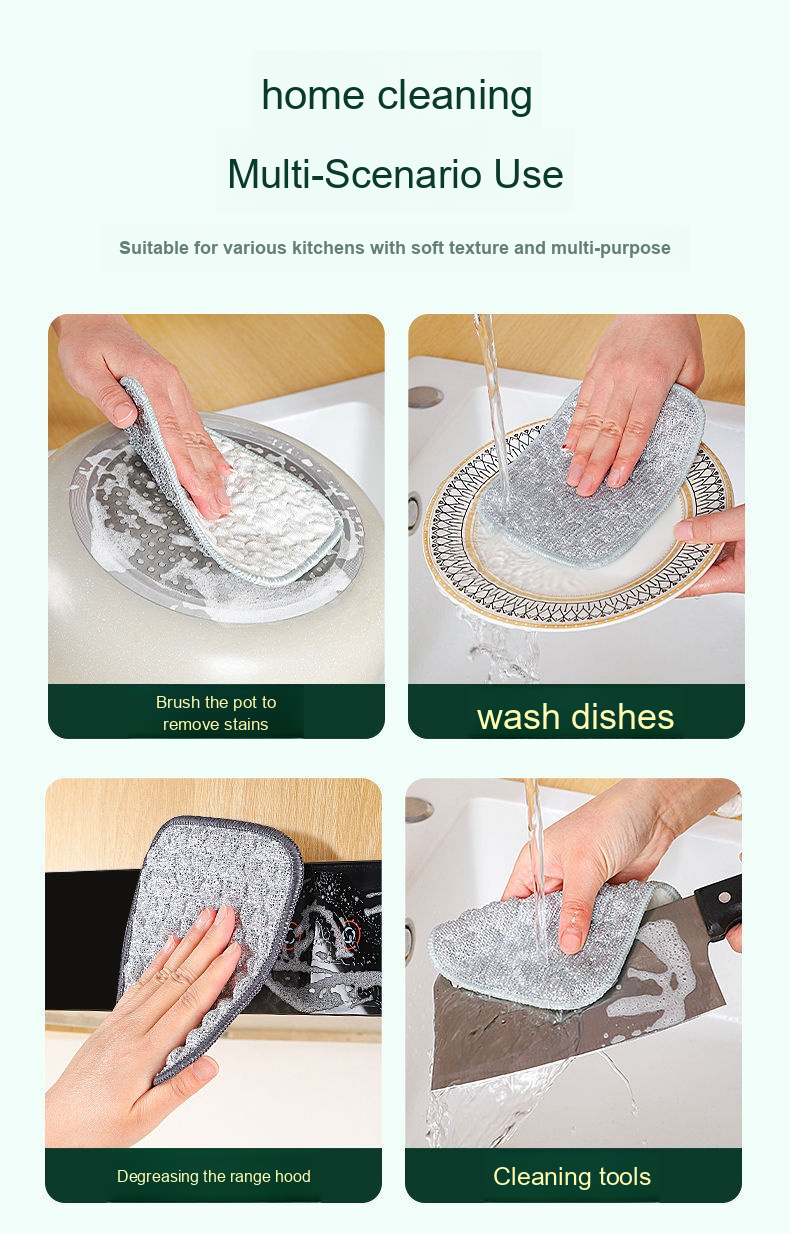 home cleaning
Multi-Scenario Use
Suitable for various kitchens with soft texture and multi-purpose
Brush the pot to
remove stains
wash dishes
Degreasing the range hood
Cleaning tools